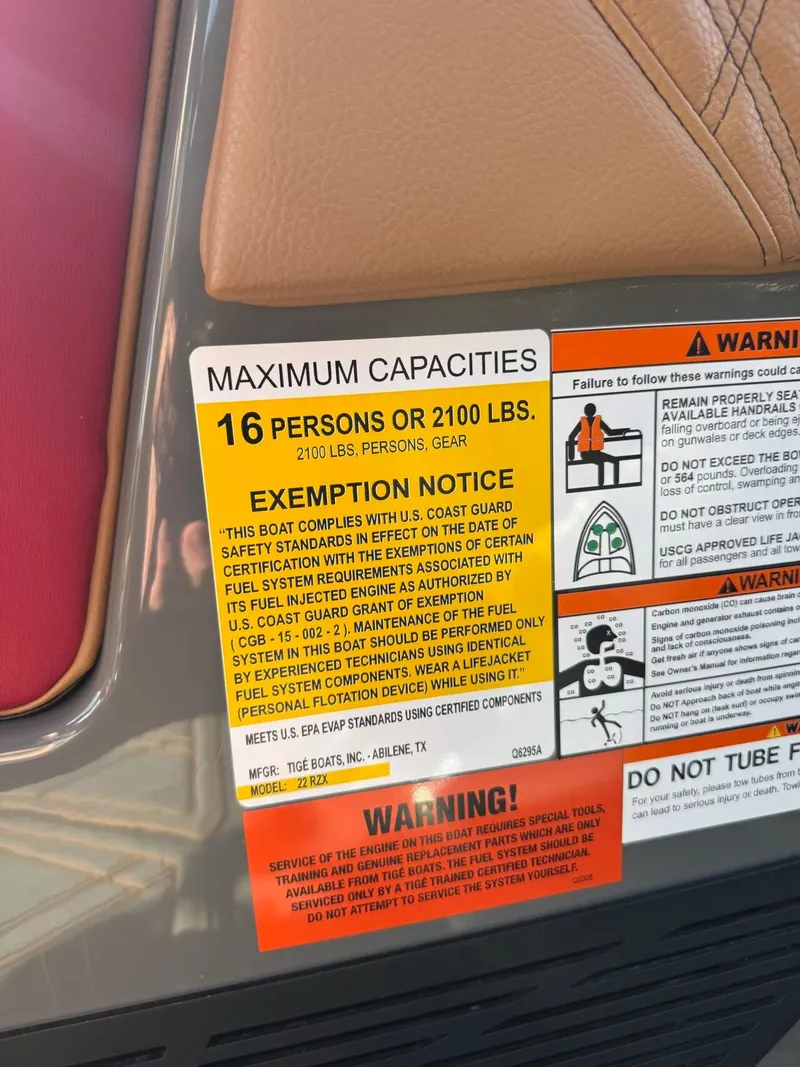 MAXIMUM CAPACITIES
16 PERSONS OR 2100 LBS.
2100 LBS, PERSONS, GEAR
EXEMPTION NOTICE
“THIS BOAT COMPLIES WITH U.S. COAST GUARD
SAFETY STANDARDS IN EFFECT ON THE DATE OF
CERTIFICATION WITH THE EXEMPTIONS OF CERTAIN
FUEL SYSTEM REQUIREMENTS ASSOCIATED WITH
ITS FUEL INJECTED ENGINE AS AUTHORIZED BY
U.S. COAST GUARD GRANT OF EXEMPTION
( CGB - 15 - 002 - 2 ). MAINTENANCE OF THE FUEL
SYSTEM IN THIS BOAT SHOULD BE PERFORMED ONLY
BY EXPERIENCED TECHNICIANS USING IDENTICAL
FUEL SYSTEM COMPONENTS. WEAR A LIFEJACKET
(PERSONAL FLOTATION DEVICE) WHILE USING IT.”
MEETS U.S. EPA EVAP STANDARDS USING CERTIFIED COMPONENTS
MFGR: TIGÉ BOATS, INC. - ABILENE, TX
Q6295A
MODEL: 22 RZX
WARNING!
SERVICE OF THE ENGINE ON THIS BOAT REQUIRES SPECIAL TOOLS,
TRAINING AND GENUINE REPLACEMENT PARTS WHICH ARE ONLY
AVAILABLE FROM TIGÉ BOATS. THE FUEL SYSTEM SHOULD BE
SERVICED ONLY BY A TIGÉ TRAINED CERTIFIED TECHNICIAN.
DO NOT ATTEMPT TO SERVICE THE SYSTEM YOURSELF.
WARNI
Failure to follow these warnings could ca
REMAIN PROPERLY SEA
AVAILABLE HANDRAILS
falling overboard or being ej
on gunwales or deck edges.
DO NOT EXCEED THE BO
or 564 pounds. Overloading
loss of control, swamping an
DO NOT OBSTRUCT OPER
must have a clear view in fro
USCG APPROVED LIFE JA
for all passengers and all tow
WARNI
Carbon monoxide (CO) can cause brain
Engine and generator exhaust contains
Signs of carbon monoxide poisoning incl
and lack of consciousness.
Get fresh air if anyone shows signs of car
See Owner's Manual for information regar
Avoid serious injury or death from spinnin
Do NOT Approach back of boat while engi
Do NOT hang on (teak surf) or occupy swi
running or boat is underway.
WA
DO NOT TUBE F
For your safety, please tow tubes from t
can lead to serious injury or death. Tow